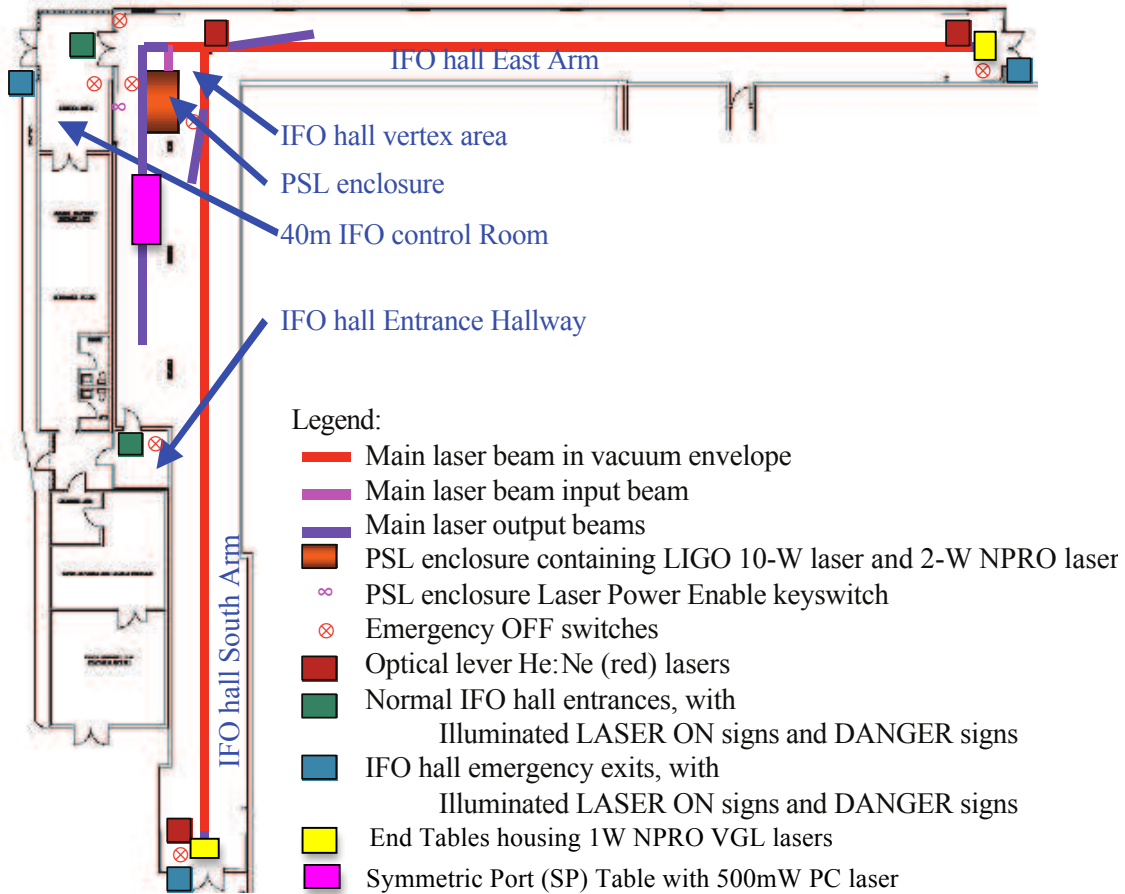 IFO hall East Arm
IFO hall vertex area
PSL enclosure
40m IFO control Room
IFO hall Entrance Hallway
IFO hall South Arm
Legend:
Main laser beam in vacuum envelope
Main laser beam input beam
Main laser output beams
PSL enclosure containing LIGO 10-W laser and 2-W NPRO laser
∞ PSL enclosure Laser Power Enable keyswitch
Emergency OFF switches
Optical lever He:Ne (red) lasers
Normal IFO hall entrances, with
Illuminated LASER ON signs and DANGER signs
IFO hall emergency exits, with
Illuminated LASER ON signs and DANGER signs
End Tables housing 1W NPRO VGL lasers
Symmetric Port (SP) Table with 500mW PC laser